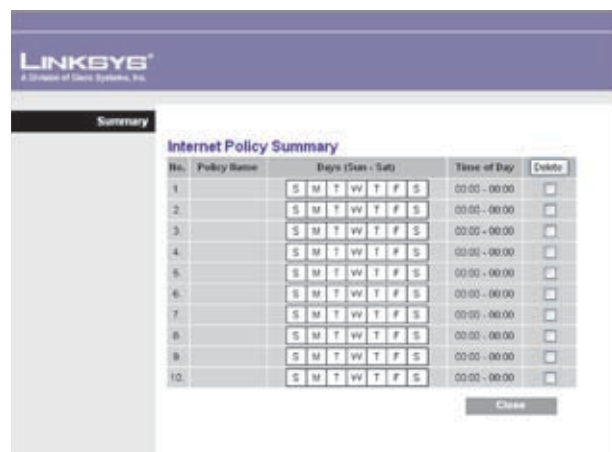 LINKSYS®
A Division of Cisco Systems, Inc.
Summary
Internet Policy Summary
No. Policy Name Days (Sun - Sat) Time of Day Delete
1. S M T W T F S 00:00 - 00:00
2. S M T W T F S 00:00 - 00:00
3. S M T W T F S 00:00 - 00:00
4. S M T W T F S 00:00 - 00:00
5. S M T W T F S 00:00 - 00:00
6. S M T W T F S 00:00 - 00:00
7. S M T W T F S 00:00 - 00:00
8. S M T W T F S 00:00 - 00:00
9. S M T W T F S 00:00 - 00:00
10. S M T W T F S 00:00 - 00:00
Close